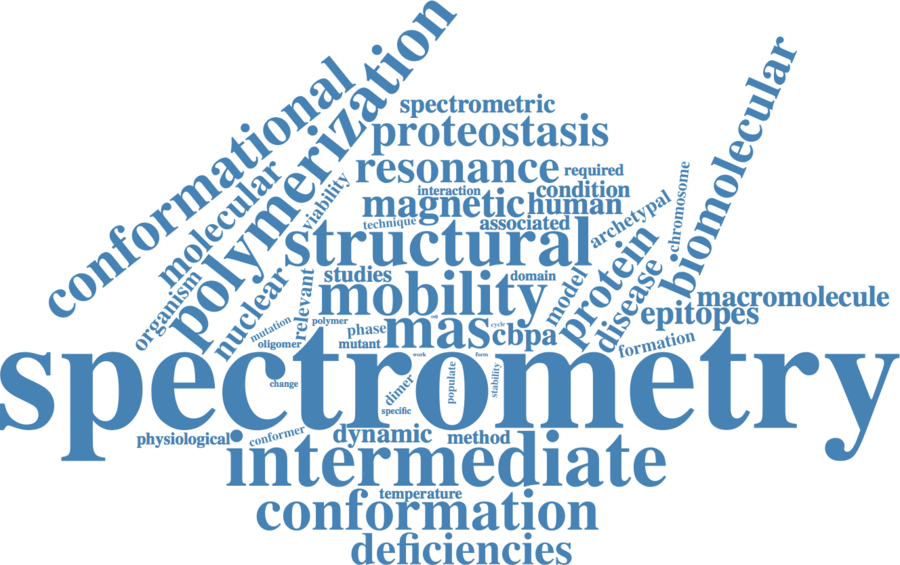 conformational
polymerization
spectrometric
proteostasis
biomolecular
molecular
resonance
required
viability
interaction
condition
chromosome
magnetic
human
archetypal
technique
associated
structural
organism
nuclear
relevant
studies
domain
model
protein
disease
mobility
macromolecule
epitopes
mutation
polymer
oligomer
phase
mutant
mas
cycle
cbpa
formation
work
form
spectrometry
change
dimer
populate
stability
specific
physiological
conformer
dynamic
method
intermediate
temperature
conformation
deficiencies